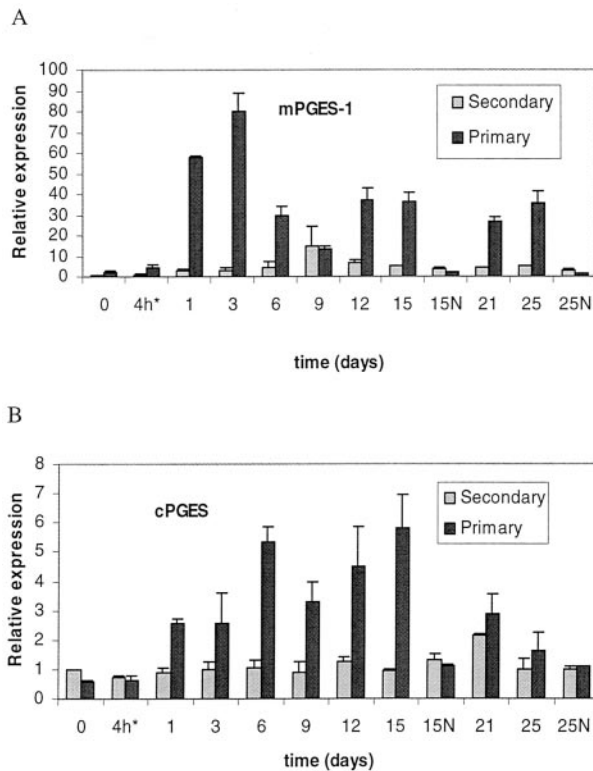 A
100
90
80
70
60
50
40
30
20
10
0
Relative expression
mPGES-1
Secondary
Primary
0 4h* 1 3 6 9 12 15 15N 21 25 25N
time (days)
B
8
7
6
5
4
3
2
1
0
Relative expression
cPGES
Secondary
Primary
0 4h* 1 3 6 9 12 15 15N 21 25 25N
time (days)